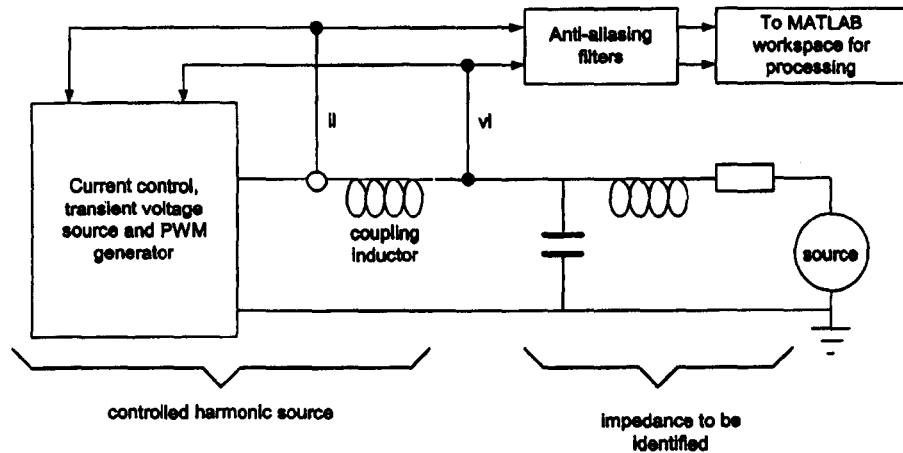 Anti-aliasing
filters
To MATLAB
workspace for
processing
il
vl
Current control,
transient voltage
source and PWM
generator
coupling
inductor
source
controlled harmonic source
impedance to be
identified